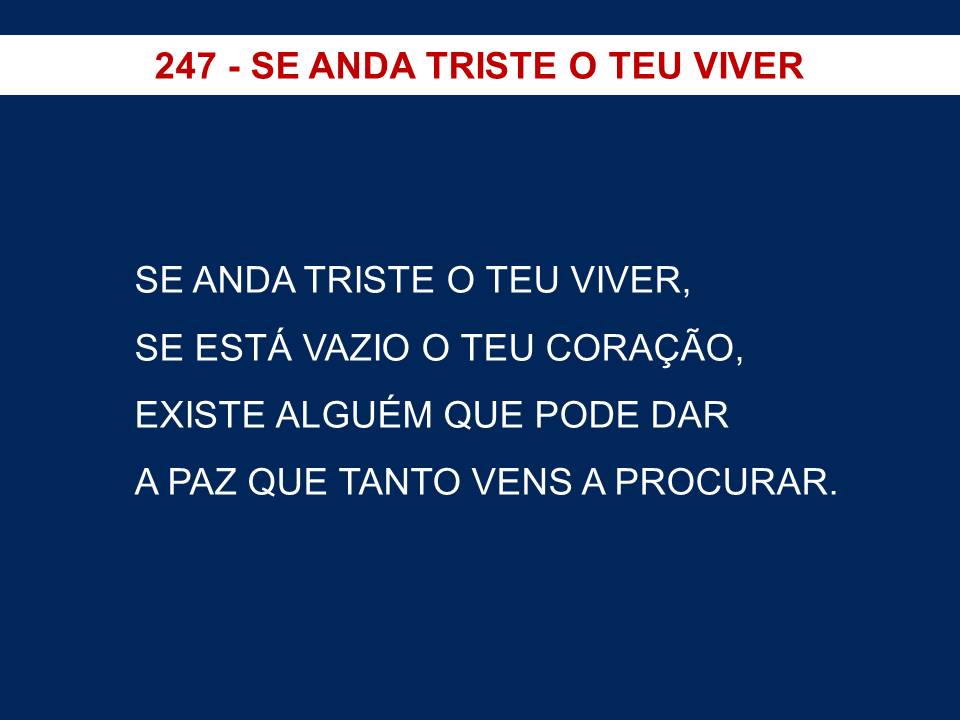 247 - SE ANDA TRISTE O TEU VIVER
SE ANDA TRISTE O TEU VIVER,
SE ESTÁ VAZIO O TEU CORAÇÃO,
EXISTE ALGUÉM QUE PODE DAR
A PAZ QUE TANTO VENS A PROCURAR.